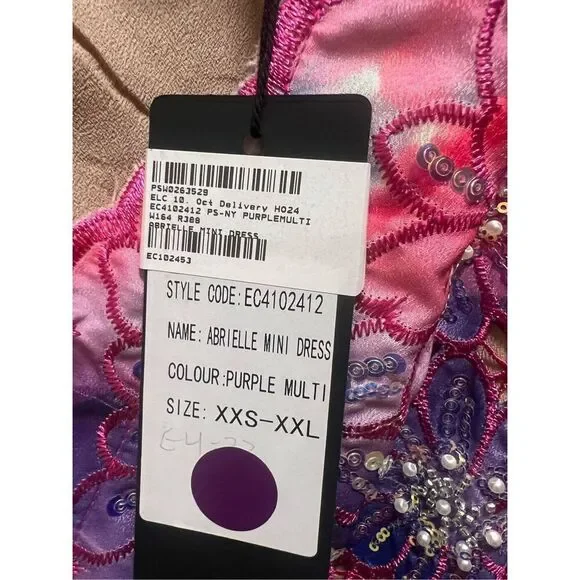 PSW0263529
ELC 10. Oct Delivery HO24
EC4102412 PS-NY PURPLEMULTI
W164 R388
ABRIELLE MINI DRESS
EC102453
STYLE CODE:EC4102412
NAME: ABRIELLE MINI DRESS
COLOUR:PURPLE MULTI
SIZE: XXS-XXL